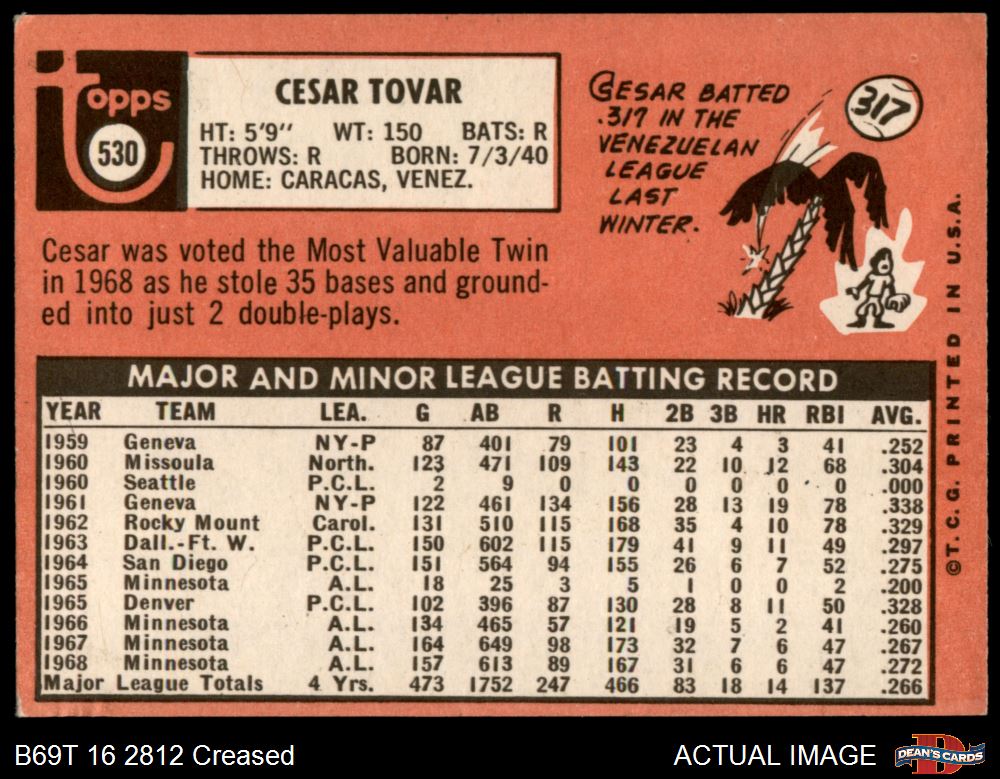 Topps
530
CESAR TOVAR
HT: 5'9" WT: 150 BATS: R
THROWS: R BORN: 7/3/40
HOME: CARACAS, VENEZ.
CESAR BATTED
.317 IN THE
VENEZUELAN
LEAGUE
LAST
WINTER.
317
Cesar was voted the Most Valuable Twin
in 1968 as he stole 35 bases and ground-
ed into just 2 double-plays.
MAJOR AND MINOR LEAGUE BATTING RECORD
YEAR TEAM LEA. G AB R H 2B 3B HR RBI AVG.
1959 Geneva NY-P 87 401 79 101 23 4 3 41 .252
1960 Missoula North. 123 471 109 143 22 10 12 68 .304
1960 Seattle P.C.L. 2 9 0 0 0 0 0 0 .000
1961 Geneva NY-P 122 461 134 156 28 13 19 78 .338
1962 Rocky Mount Carol. 131 510 115 168 35 4 10 78 .329
1963 Dall.-Ft. W. P.C.L. 150 602 115 179 41 9 11 49 .297
1964 San Diego P.C.L. 151 564 94 155 26 6 7 52 .275
1965 Minnesota A.L. 18 25 3 5 1 0 0 2 .200
1965 Denver P.C.L. 102 396 87 130 28 8 11 50 .328
1966 Minnesota A.L. 134 465 57 121 19 5 2 41 .260
1967 Minnesota A.L. 164 649 98 173 32 7 6 47 .267
1968 Minnesota A.L. 157 613 89 167 31 6 6 47 .272
Major League Totals 4 Yrs. 473 1752 247 466 83 18 14 137 .266
©T. C. G. PRINTED IN U.S.A.
B69T 16 2812 Creased
ACTUAL IMAGE
DEAN'S CARDS